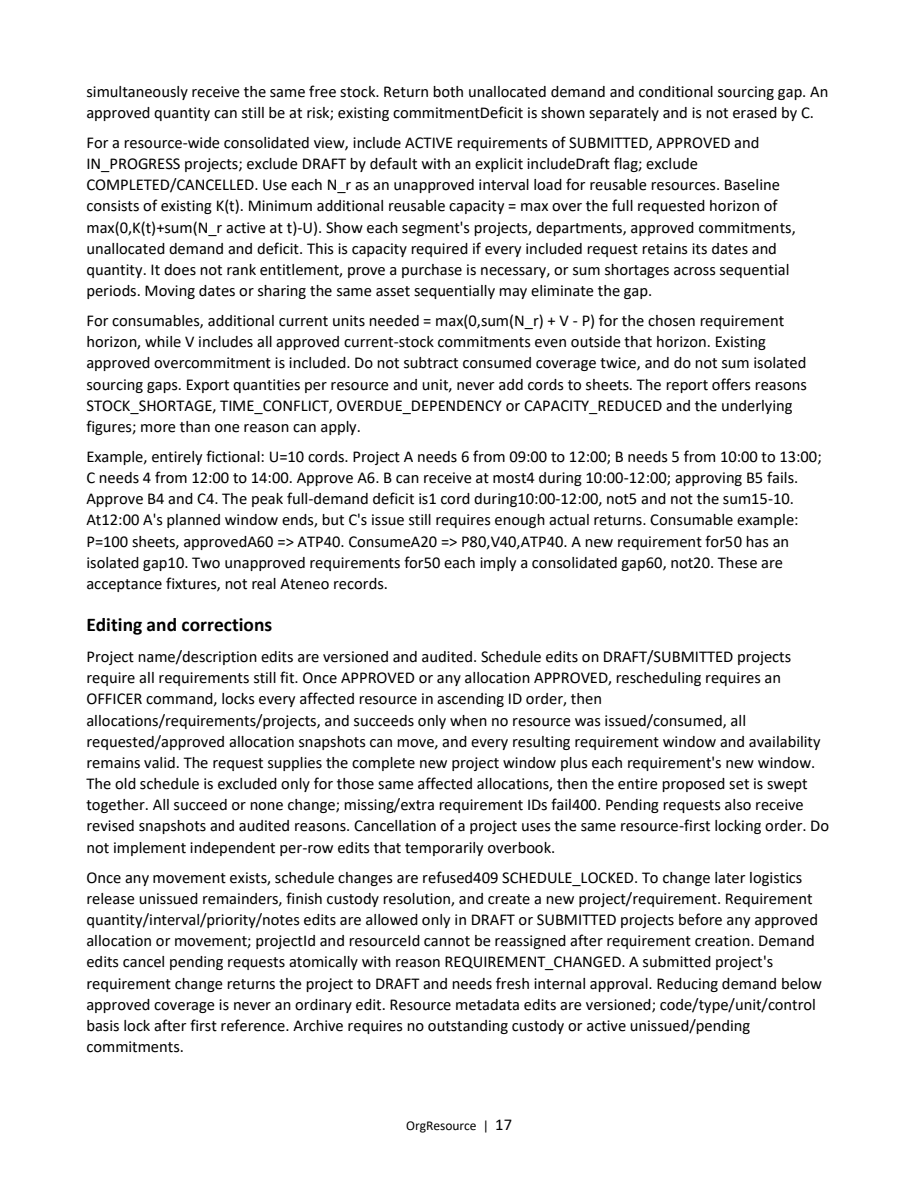 simultaneously receive the same free stock. Return both unallocated demand and conditional sourcing gap. An
approved quantity can still be at risk; existing commitmentDeficit is shown separately and is not erased by C.
For a resource-wide consolidated view, include ACTIVE requirements of SUBMITTED, APPROVED and
IN_PROGRESS projects; exclude DRAFT by default with an explicit includeDraft flag; exclude
COMPLETED/CANCELLED. Use each N_r as an unapproved interval load for reusable resources. Baseline
consists of existing K(t). Minimum additional reusable capacity = max over the full requested horizon of
max(0,K(t)+sum(N_r active at t)-U). Show each segment's projects, departments, approved commitments,
unallocated demand and deficit. This is capacity required if every included request retains its dates and
quantity. It does not rank entitlement, prove a purchase is necessary, or sum shortages across sequential
periods. Moving dates or sharing the same asset sequentially may eliminate the gap.
For consumables, additional current units needed = max(0,sum(N_r) + V - P) for the chosen requirement
horizon, while V includes all approved current-stock commitments even outside that horizon. Existing
approved overcommitment is included. Do not subtract consumed coverage twice, and do not sum isolated
sourcing gaps. Export quantities per resource and unit, never add cords to sheets. The report offers reasons
STOCK_SHORTAGE, TIME_CONFLICT, OVERDUE_DEPENDENCY or CAPACITY_REDUCED and the underlying
figures; more than one reason can apply.
Example, entirely fictional: U=10 cords. Project A needs 6 from 09:00 to 12:00; B needs 5 from 10:00 to 13:00;
C needs 4 from 12:00 to 14:00. Approve A6. B can receive at most4 during 10:00-12:00; approving B5 fails.
Approve B4 and C4. The peak full-demand deficit is1 cord during10:00-12:00, not5 and not the sum15-10.
At12:00 A's planned window ends, but C's issue still requires enough actual returns. Consumable example:
P=100 sheets, approvedA60 => ATP40. ConsumeA20 => P80,V40,ATP40. A new requirement for50 has an
isolated gap10. Two unapproved requirements for50 each imply a consolidated gap60, not20. These are
acceptance fixtures, not real Ateneo records.
Editing and corrections
Project name/description edits are versioned and audited. Schedule edits on DRAFT/SUBMITTED projects
require all requirements still fit. Once APPROVED or any allocation APPROVED, rescheduling requires an
OFFICER command, locks every affected resource in ascending ID order, then
allocations/requirements/projects, and succeeds only when no resource was issued/consumed, all
requested/approved allocation snapshots can move, and every resulting requirement window and availability
remains valid. The request supplies the complete new project window plus each requirement's new window.
The old schedule is excluded only for those same affected allocations, then the entire proposed set is swept
together. All succeed or none change; missing/extra requirement IDs fail400. Pending requests also receive
revised snapshots and audited reasons. Cancellation of a project uses the same resource-first locking order. Do
not implement independent per-row edits that temporarily overbook.
Once any movement exists, schedule changes are refused409 SCHEDULE_LOCKED. To change later logistics
release unissued remainders, finish custody resolution, and create a new project/requirement. Requirement
quantity/interval/priority/notes edits are allowed only in DRAFT or SUBMITTED projects before any approved
allocation or movement; projectId and resourceId cannot be reassigned after requirement creation. Demand
edits cancel pending requests atomically with reason REQUIREMENT_CHANGED. A submitted project's
requirement change returns the project to DRAFT and needs fresh internal approval. Reducing demand below
approved coverage is never an ordinary edit. Resource metadata edits are versioned; code/type/unit/control
basis lock after first reference. Archive requires no outstanding custody or active unissued/pending
commitments.
OrgResource | 17